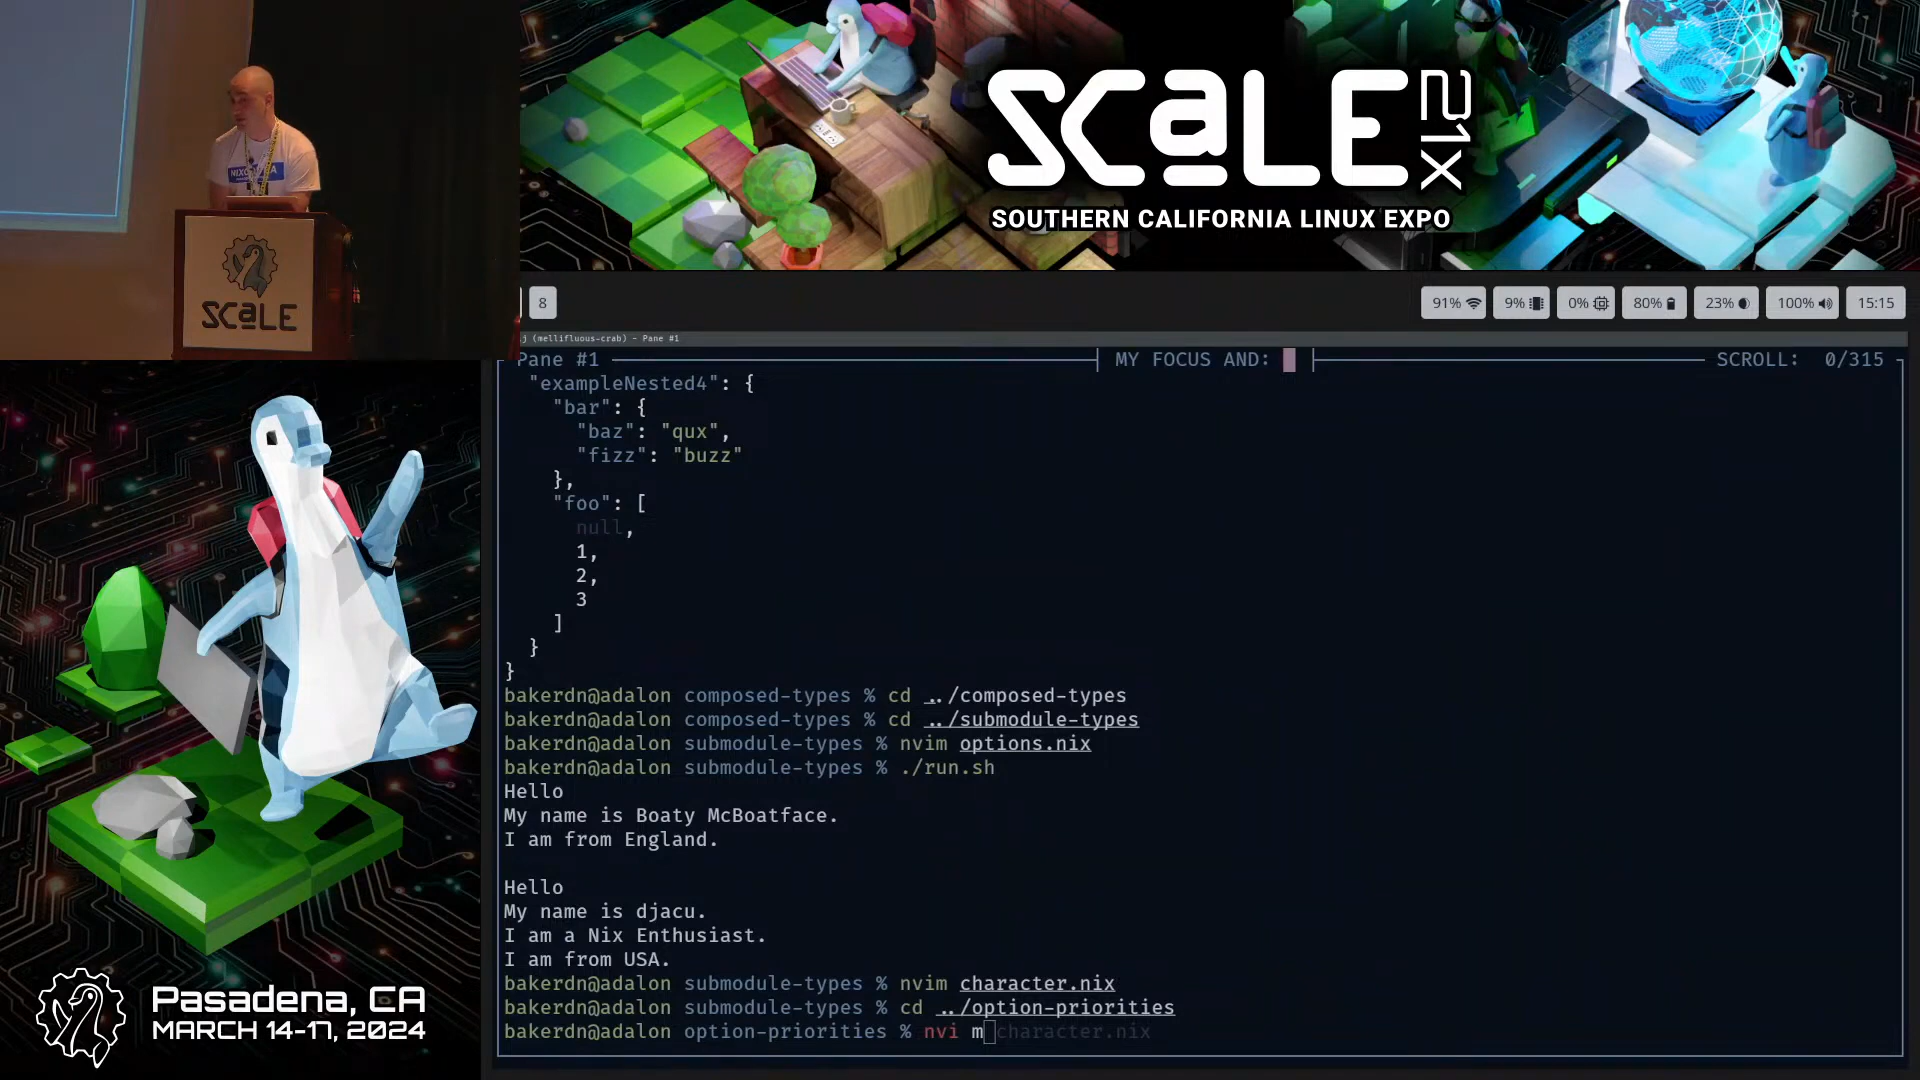 SCaLE 21X
SOUTHERN CALIFORNIA LINUX EXPO
SCaLE
8
91%
9%
0%
80%
23%
100%
15:15
j (mellifluous-crab) - Pane #1
Pane #1
MY FOCUS AND:
SCROLL: 0/315
"exampleNested4": {
"bar": {
"baz": "qux",
"fizz": "buzz"
},
"foo": [
null,
1,
2,
3
]
}
}
bakerdn@adalon composed-types % cd ../composed-types
bakerdn@adalon composed-types % cd ../submodule-types
bakerdn@adalon submodule-types % nvim options.nix
bakerdn@adalon submodule-types % ./run.sh
Hello
My name is Boaty McBoatface.
I am from England.
Hello
My name is djacu.
I am a Nix Enthusiast.
I am from USA.
bakerdn@adalon submodule-types % nvim character.nix
bakerdn@adalon submodule-types % cd ../option-priorities
bakerdn@adalon option-priorities % nvi m character.nix
Pasadena, CA
MARCH 14-17, 2024